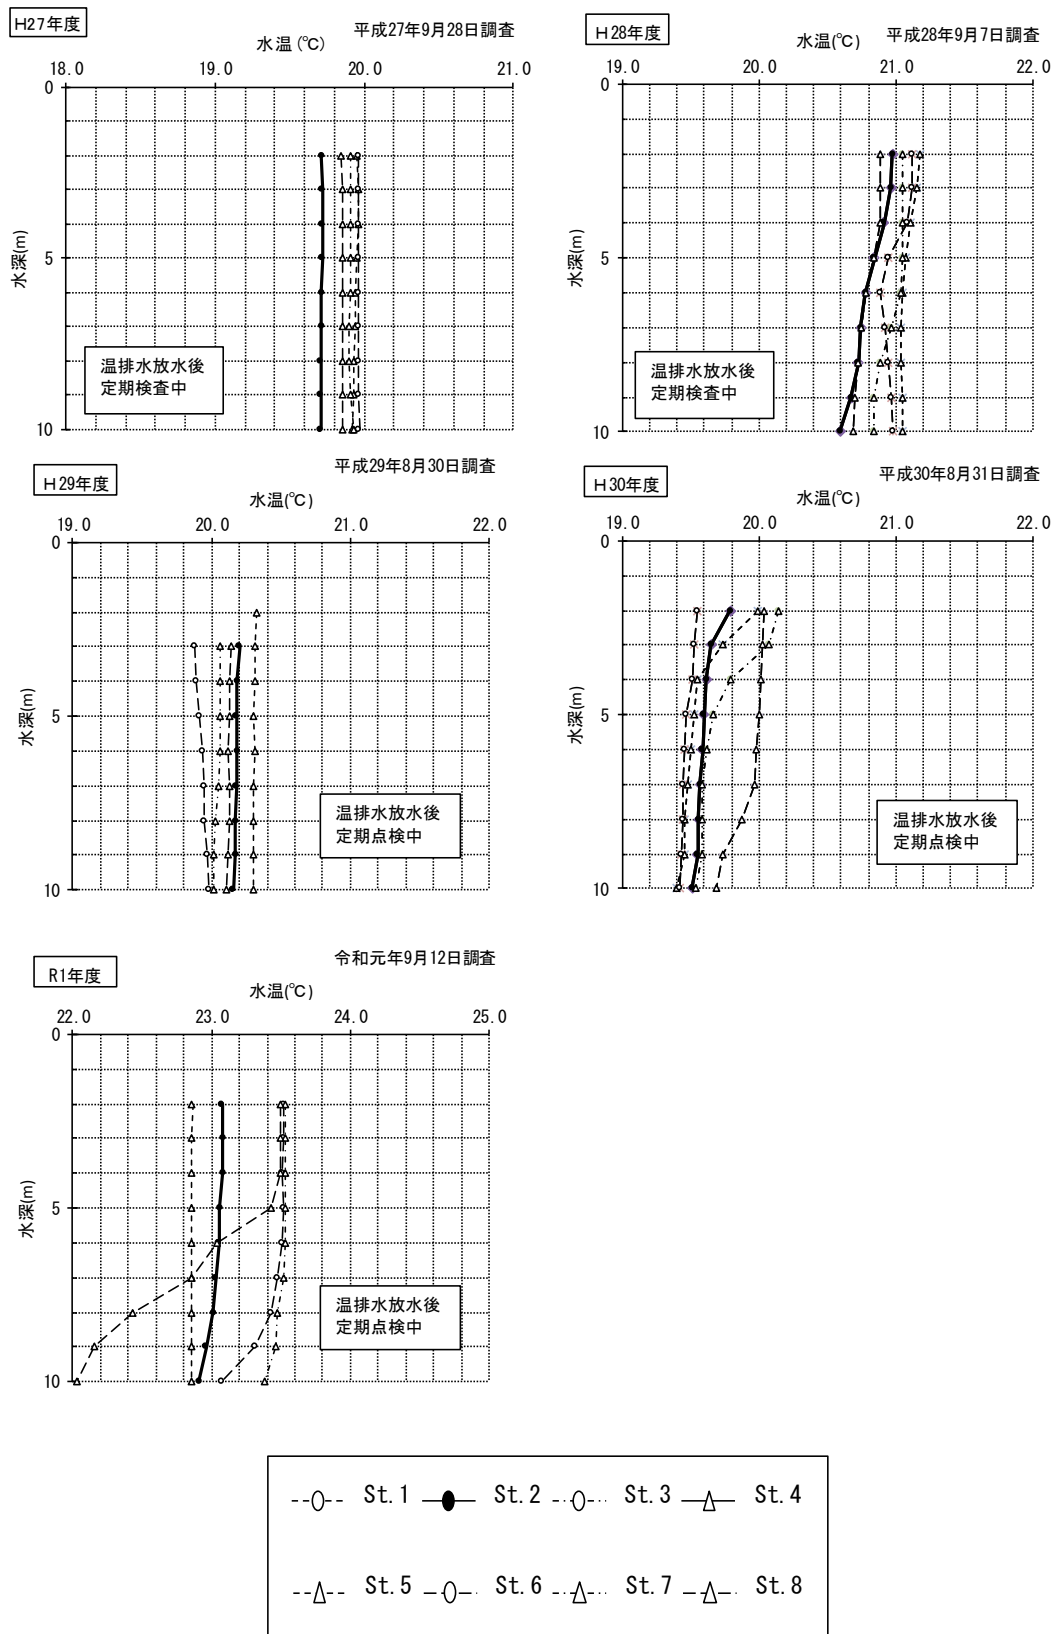 H27年度
平成27年9月28日調査
水温(℃)
18.0 19.0 20.0 21.0
0
5
10
水深(m)
温排水放水後
定期検査中
H28年度
平成28年9月7日調査
水温(℃)
19.0 20.0 21.0 22.0
0
5
10
水深(m)
温排水放水後
定期検査中
H29年度
平成29年8月30日調査
水温(℃)
19.0 20.0 21.0 22.0
0
5
10
水深(m)
温排水放水後
定期点検中
H30年度
平成30年8月31日調査
水温(℃)
19.0 20.0 21.0 22.0
0
5
10
水深(m)
温排水放水後
定期点検中
R1年度
令和元年9月12日調査
水温(℃)
22.0 23.0 24.0 25.0
0
5
10
水深(m)
温排水放水後
定期点検中
St.1 St.2 St.3 St.4
St.5 St.6 St.7 St.8